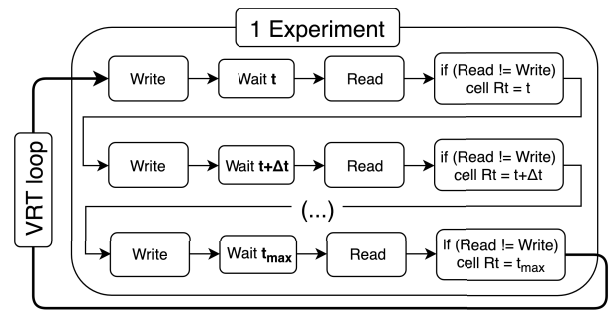 1 Experiment
Write
Wait t
Read
if (Read != Write)
cell Rt = t
Write
Wait t+Δt
Read
if (Read != Write)
cell Rt = t+Δt
(...)
Write
Wait tmax
Read
If (Read != Write)
cell Rt = tmax
VRT loop